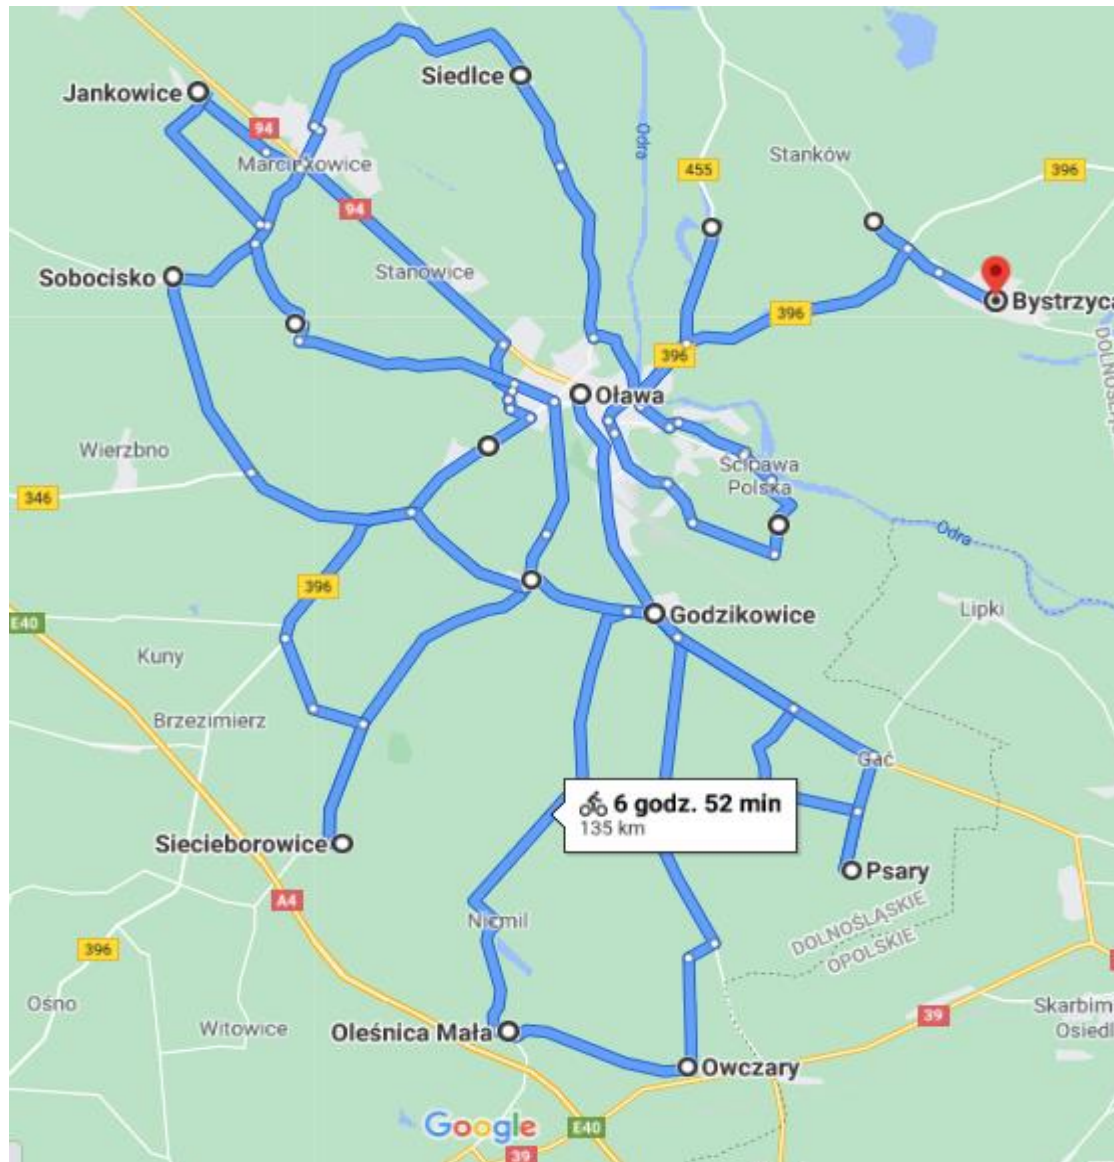 Siedlce
Jankowice
94
Marcinkowice
Odra
455
Stanków
396
94
Stanowice
Sobocisko
Bystrzyca
396
396
Oława
Wierzbno
Ścinawa
Polska
346
Odra
396
Godzikowice
Lipki
E40
Kuny
Brzezimierz
Gać
6 godz. 52 min
135 km
Siecieborowice
Psary
A4
DOLNOŚLĄSKIE
OPOLSKIE
Niemil
396
Ośno
Witowice
Oleśnica Mała
39
Skarbim
Osiedl
Owczary
Google
E40
39